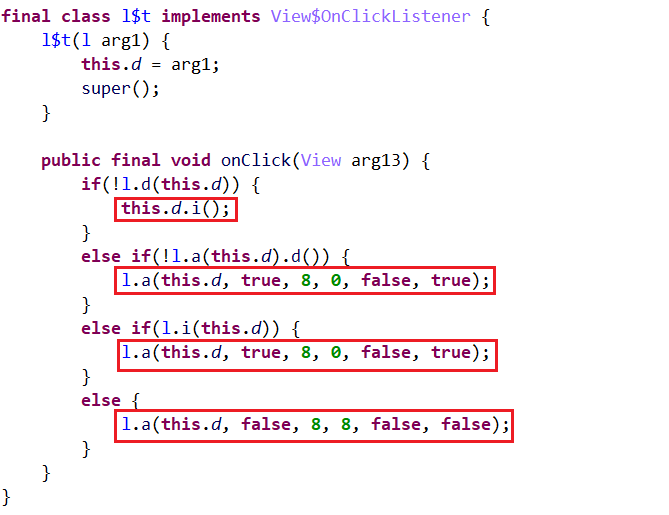 final class l$t implements View$OnClickListener {
l$t(l arg1) {
this.d = arg1;
super();
}
public final void onClick(View arg13) {
if(!l.d(this.d)) {
this.d.i();
}
else if(!l.a(this.d).d()) {
l.a(this.d, true, 8, 0, false, true);
}
else if(l.i(this.d)) {
l.a(this.d, true, 8, 0, false, true);
}
else {
l.a(this.d, false, 8, 8, false, false);
}
}
}